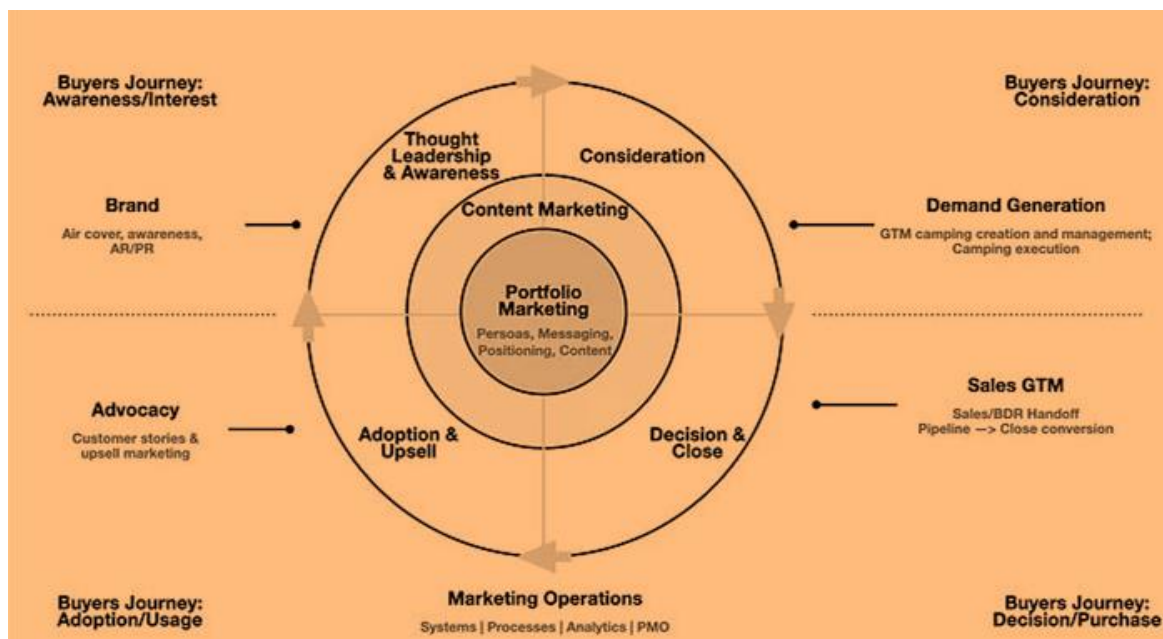 Buyers Journey:
Awareness/Interest
Buyers Journey:
Consideration
Thought
Leadership
& Awareness
Consideration
Brand
Air cover, awareness,
AR/PR
Content Marketing
Demand Generation
GTM camping creation and management;
Camping execution
Portfolio
Marketing
Persoas, Messaging,
Positioning, Content
Advocacy
Customer stories &
upsell marketing
Adoption &
Upsell
Decision &
Close
Sales GTM
Sales/BDR Handoff
Pipeline —> Close conversion
Buyers Journey:
Adoption/Usage
Marketing Operations
Systems | Processes | Analytics | PMO
Buyers Journey:
Decision/Purchase